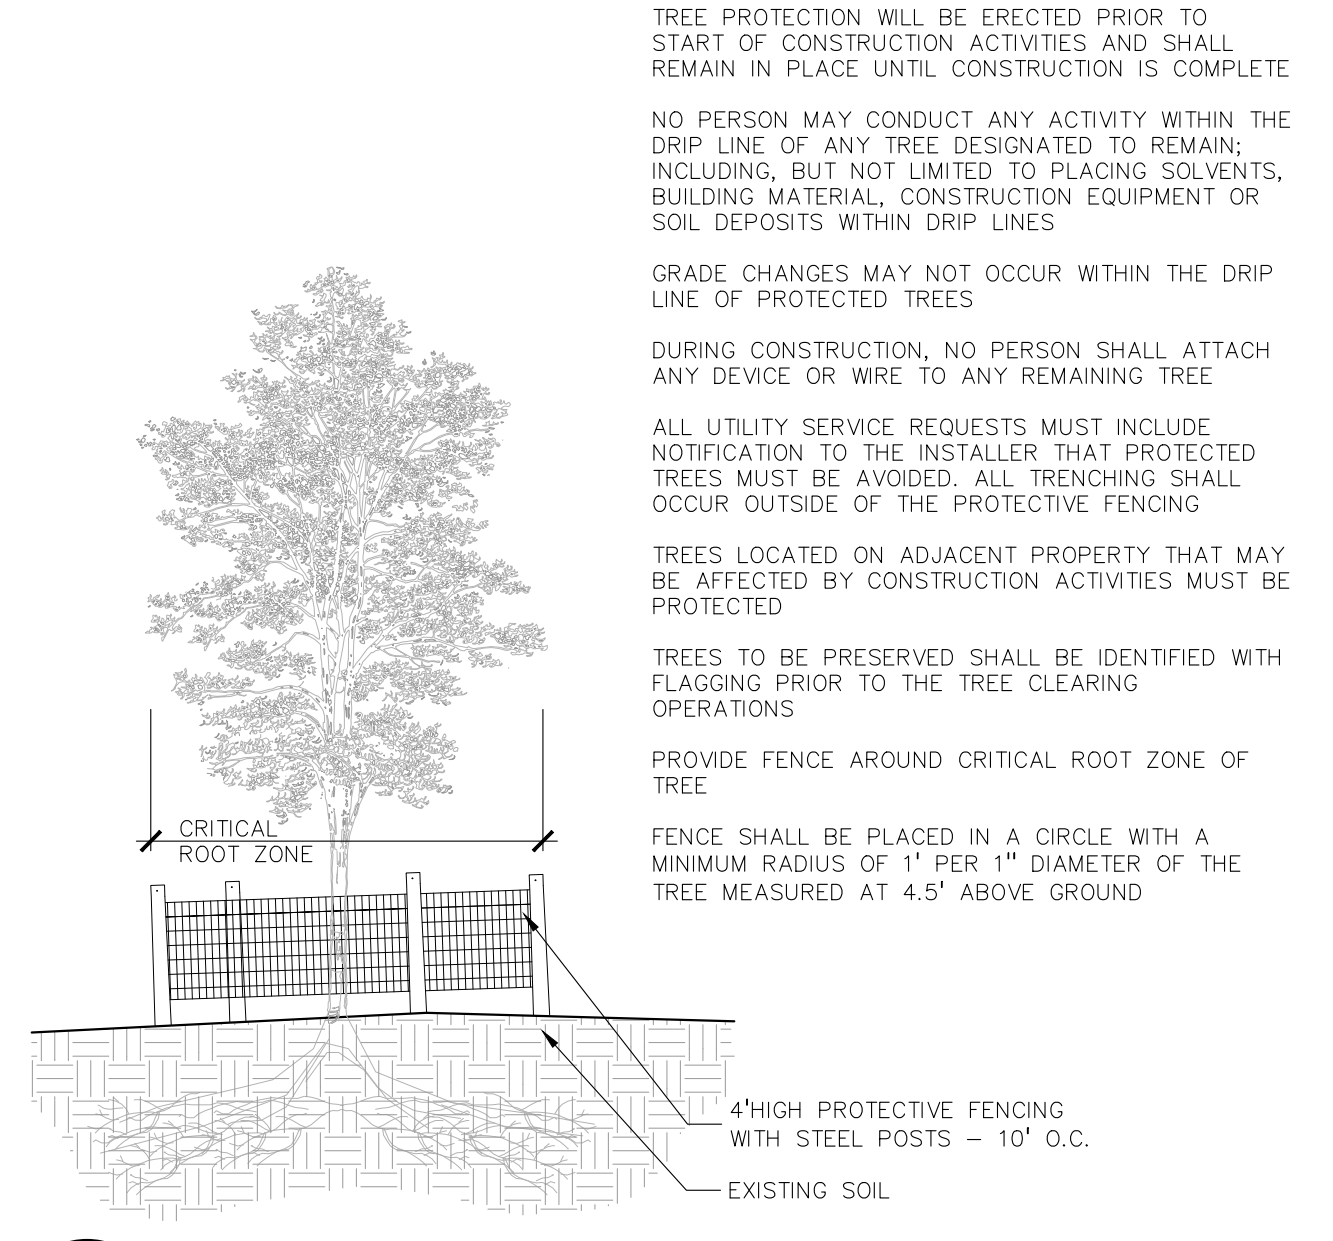 TREE PROTECTION WILL BE ERECTED PRIOR TO
START OF CONSTRUCTION ACTIVITIES AND SHALL
REMAIN IN PLACE UNTIL CONSTRUCTION IS COMPLETE
NO PERSON MAY CONDUCT ANY ACTIVITY WITHIN THE
DRIP LINE OF ANY TREE DESIGNATED TO REMAIN;
INCLUDING, BUT NOT LIMITED TO PLACING SOLVENTS,
BUILDING MATERIAL, CONSTRUCTION EQUIPMENT OR
SOIL DEPOSITS WITHIN DRIP LINES
GRADE CHANGES MAY NOT OCCUR WITHIN THE DRIP
LINE OF PROTECTED TREES
DURING CONSTRUCTION, NO PERSON SHALL ATTACH
ANY DEVICE OR WIRE TO ANY REMAINING TREE
ALL UTILITY SERVICE REQUESTS MUST INCLUDE
NOTIFICATION TO THE INSTALLER THAT PROTECTED
TREES MUST BE AVOIDED. ALL TRENCHING SHALL
OCCUR OUTSIDE OF THE PROTECTIVE FENCING
TREES LOCATED ON ADJACENT PROPERTY THAT MAY
BE AFFECTED BY CONSTRUCTION ACTIVITIES MUST BE
PROTECTED
TREES TO BE PRESERVED SHALL BE IDENTIFIED WITH
FLAGGING PRIOR TO THE TREE CLEARING
OPERATIONS
PROVIDE FENCE AROUND CRITICAL ROOT ZONE OF
TREE
FENCE SHALL BE PLACED IN A CIRCLE WITH A
MINIMUM RADIUS OF 1' PER 1" DIAMETER OF THE
TREE MEASURED AT 4.5' ABOVE GROUND
CRITICAL
ROOT ZONE
4'HIGH PROTECTIVE FENCING
WITH STEEL POSTS – 10' O.C.
EXISTING SOIL